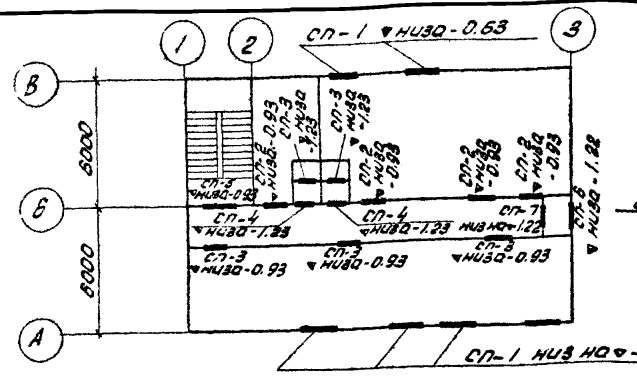 1
2
3
СП-1 ▼ низа-0.63
В
6000
СП-2
▼ низа-0.93
СП-3
▼ низа
-1.23
СП-3
▼ низа
-1.23
СП-2
▼ низа
-0.93
СП-2
▼ низа
-0.93
СП-2
▼ низа
-0.93
СП-6
▼ низа-1.22
СП-3
▼ низа-0.93
Б
СП-4
▼ низа-1.23
СП-4
▼ низа-1.23
СП-7
низ на-1.22
6000
СП-3
▼ низа-0.93
СП-3
▼ низа-0.93
СП-3
▼ низа-0.93
А
СП-1 низ на ▼-